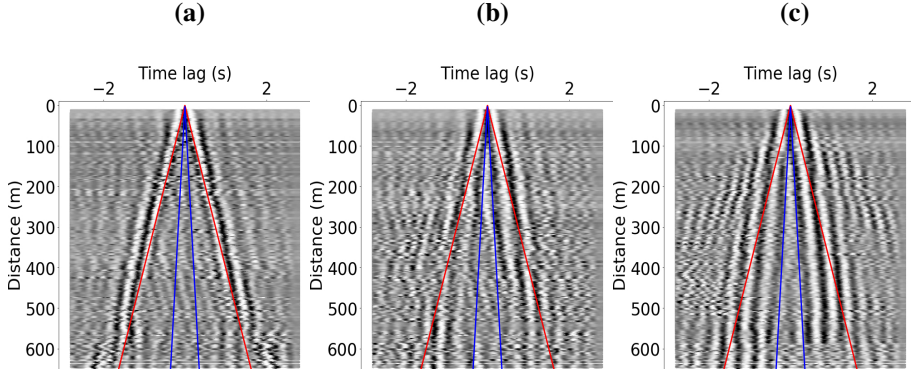 (a) (b) (c)
Time lag (s) Time lag (s) Time lag (s)
−2 2 −2 2 −2 2
0 0 0
100 100 100
200 200 200
300 300 300
400 400 400
500 500 500
600 600 600
Distance (m) Distance (m) Distance (m)